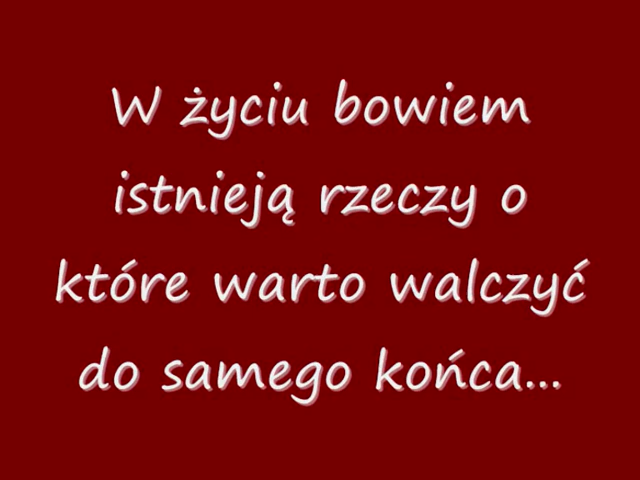 W życiu bowiem
istnieją rzeczy o
które warto walczyć
do samego końca...